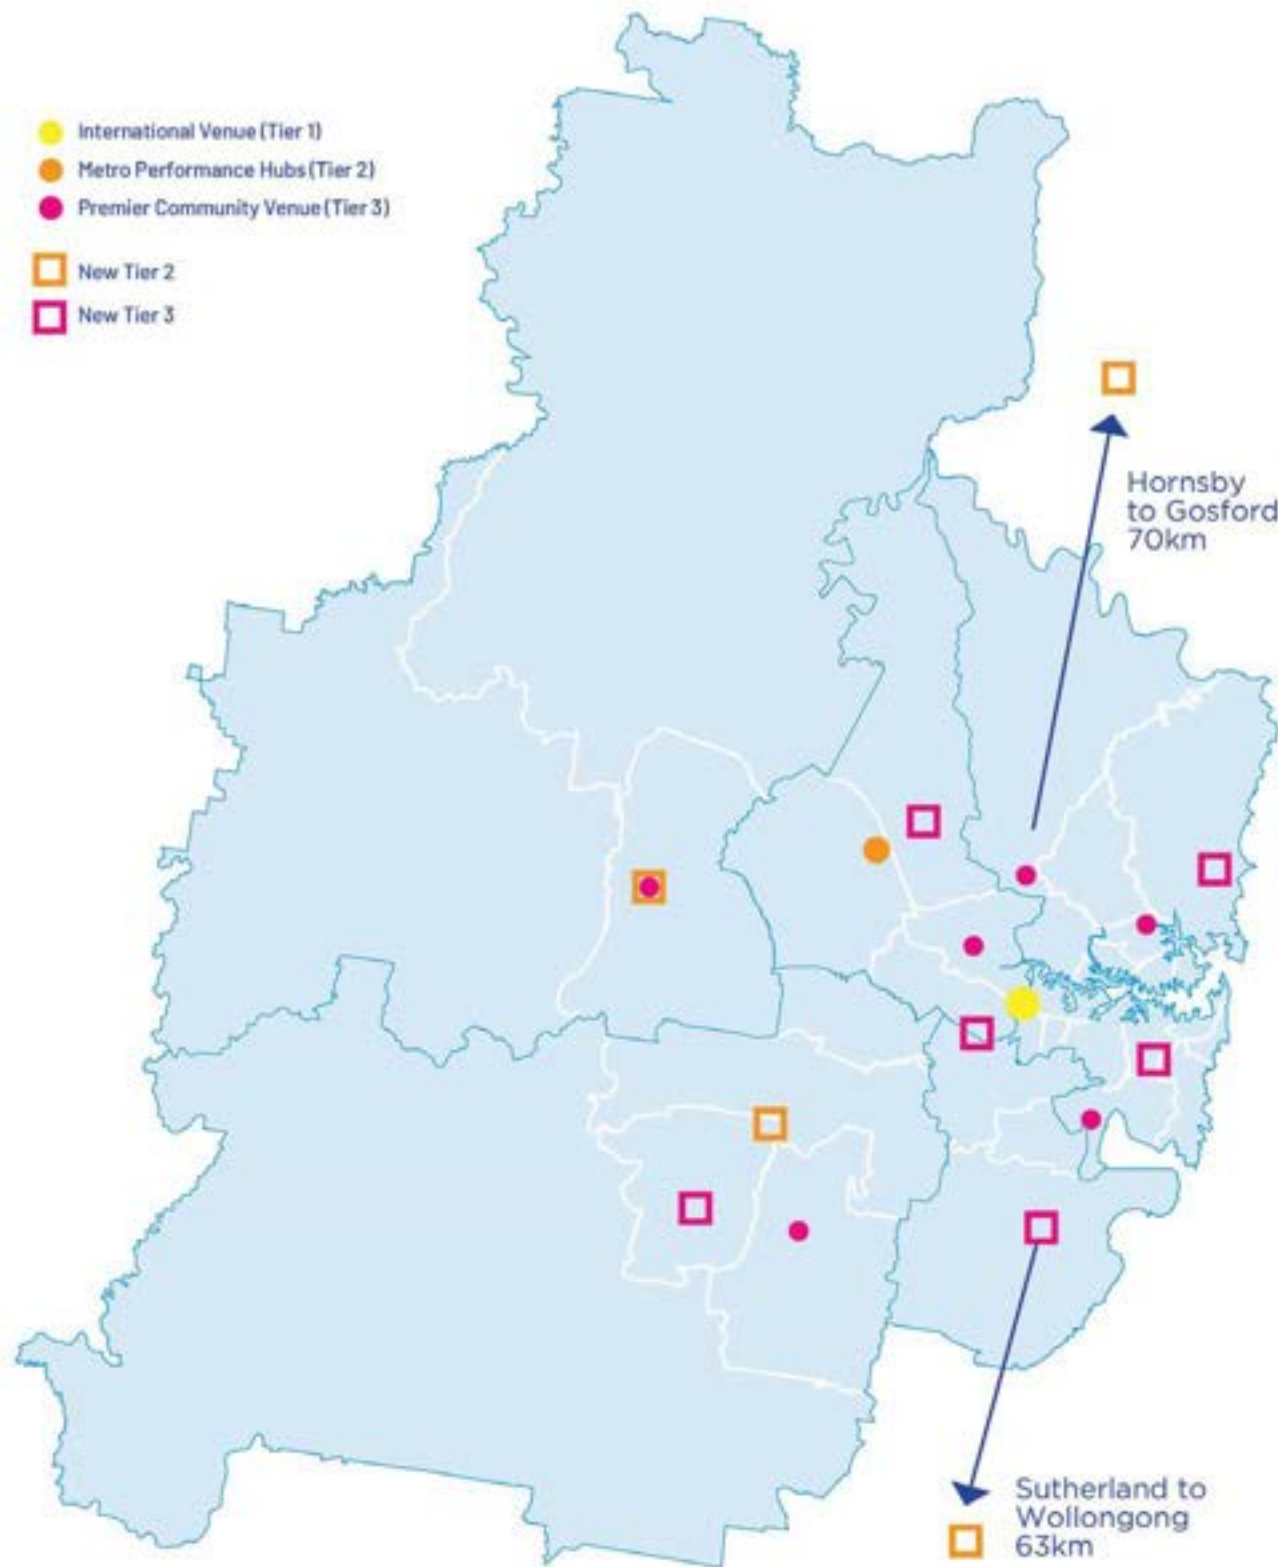 International Venue (Tier 1)
Metro Performance Hubs (Tier 2)
Premier Community Venue (Tier 3)
New Tier 2
New Tier 3
Hornsby
to Gosford
70km
Sutherland to
Wollongong
63km